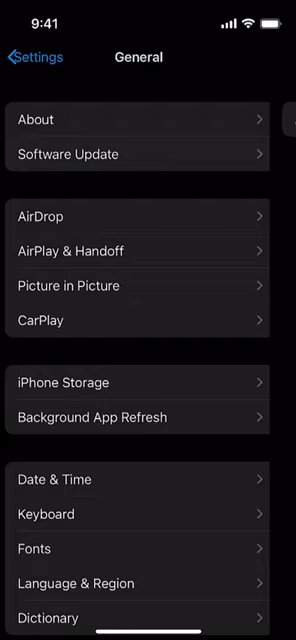 9:41
Settings
General
About
Software Update
AirDrop
AirPlay & Handoff
Picture in Picture
CarPlay
iPhone Storage
Background App Refresh
Date & Time
Keyboard
Fonts
Language & Region
Dictionary